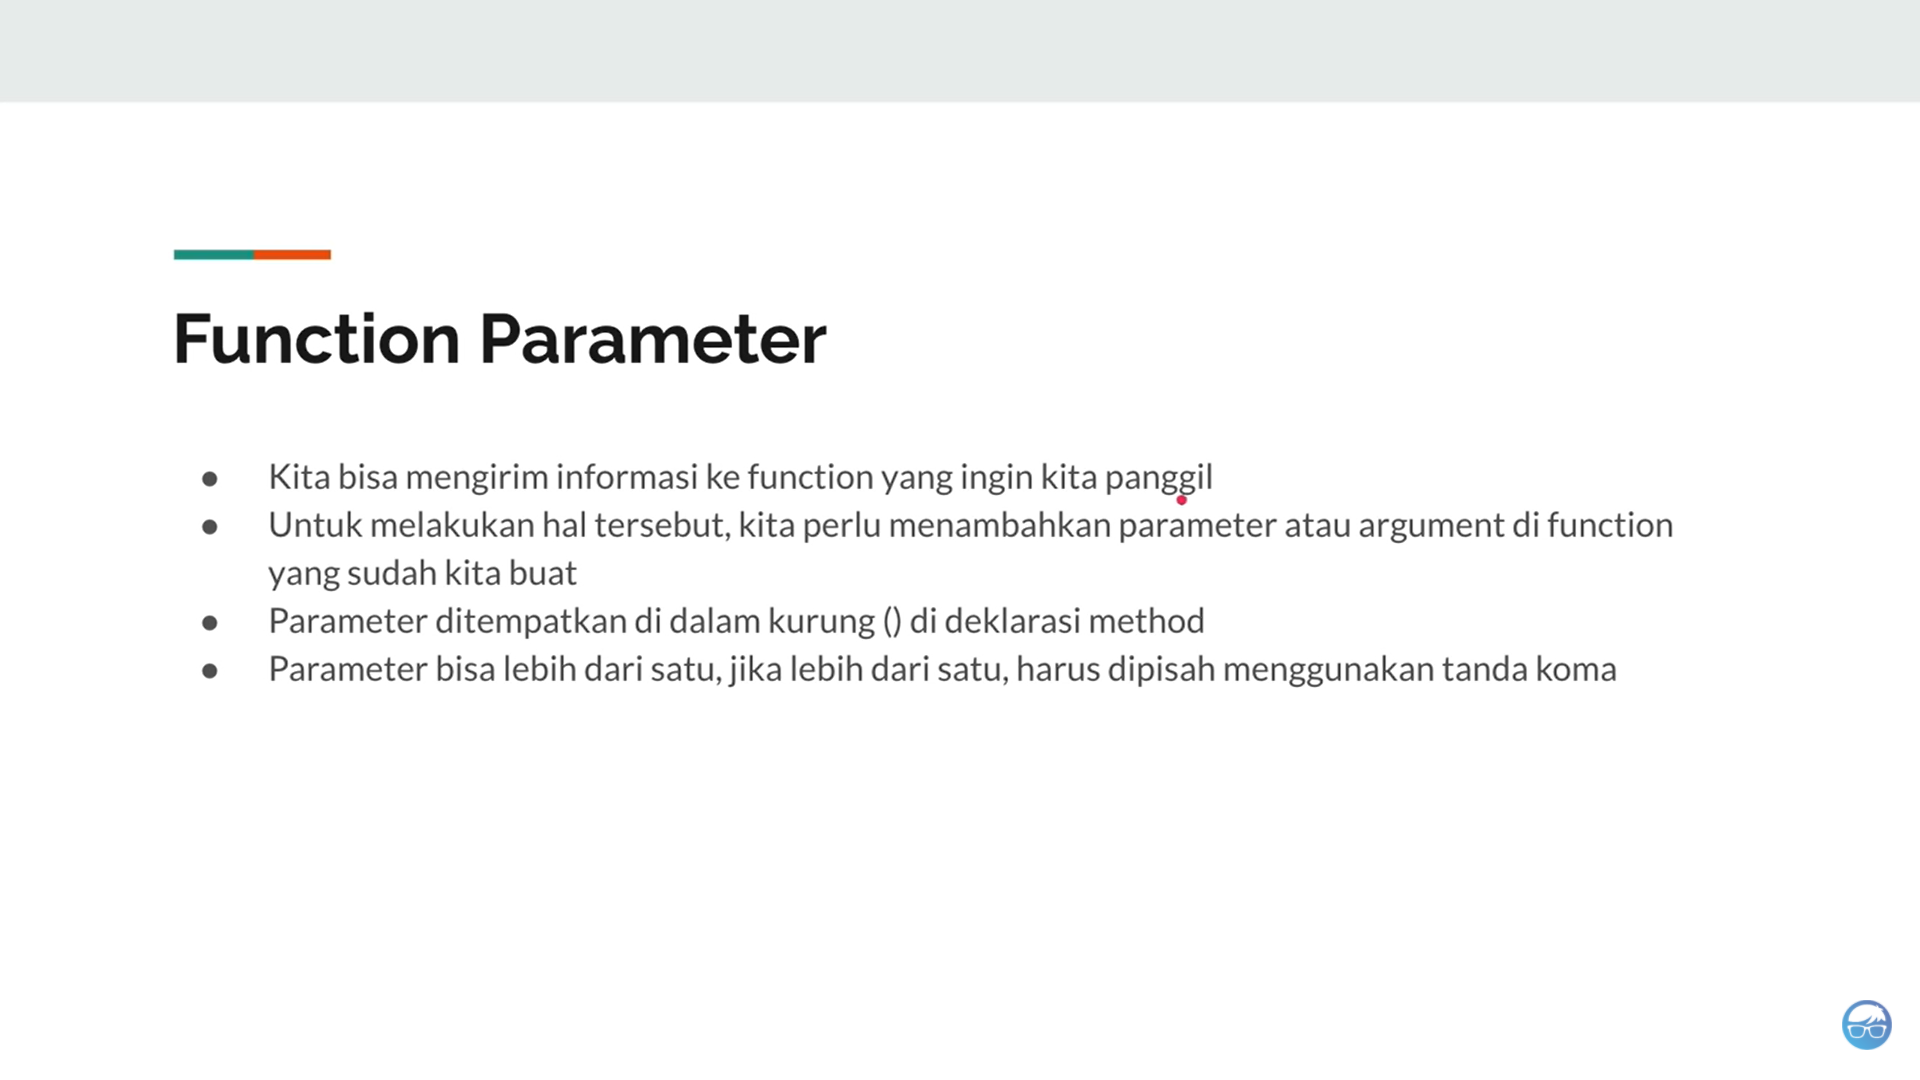 Function Parameter
● Kita bisa mengirim informasi ke function yang ingin kita panggil
● Untuk melakukan hal tersebut, kita perlu menambahkan parameter atau argument di function
yang sudah kita buat
● Parameter ditempatkan di dalam kurung () di deklarasi method
● Parameter bisa lebih dari satu, jika lebih dari satu, harus dipisah menggunakan tanda koma